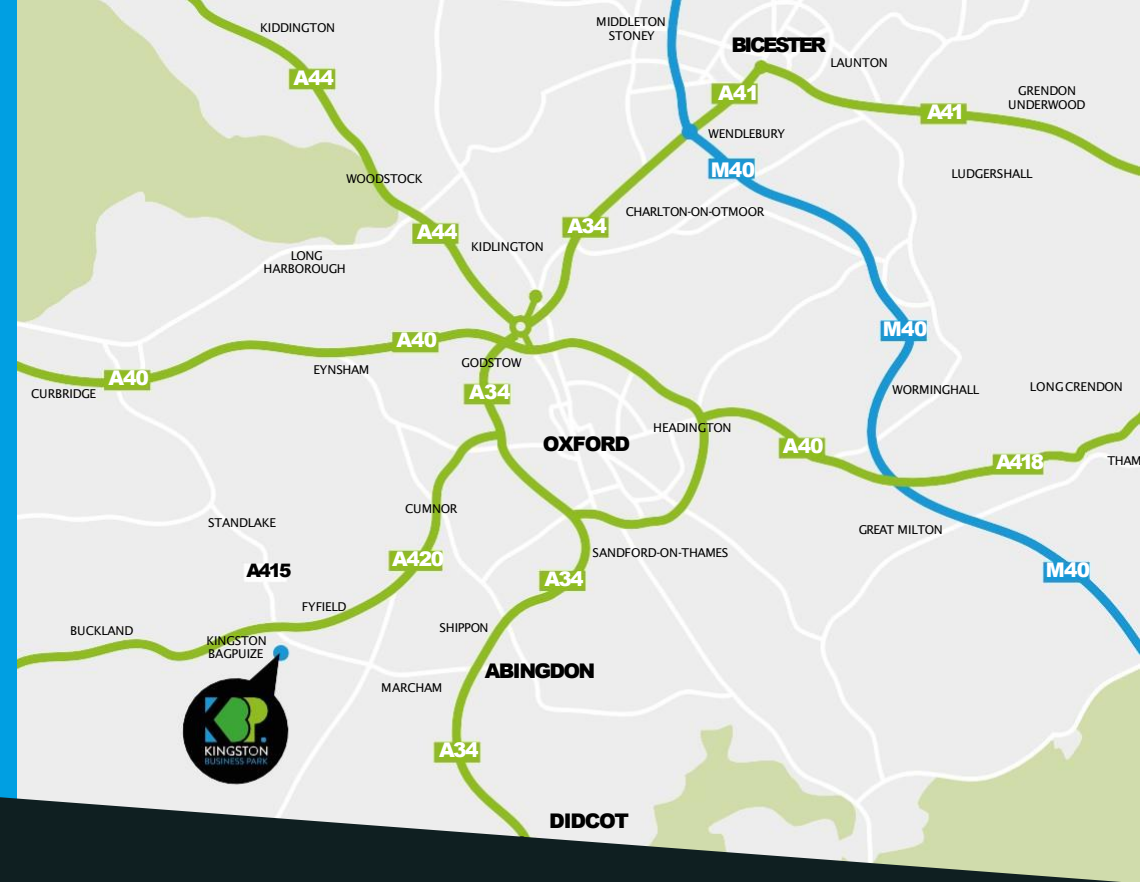 KIDDINGTON
MIDDLETON
STONEY
BICESTER
LAUNTON
A44
A41
GRENDON
UNDERWOOD
A41
WENDLEBURY
M40
WOODSTOCK
LUDGERSHALL
CHARLTON-ON-OTMOOR
A44
A34
KIDLINGTON
LONG
HARBOROUGH
M40
A40
GODSTOW
EYNSHAM
A40
CURBRIDGE
A34
WORMINGHALL
LONG CRENDON
HEADINGTON
OXFORD
A40
A418
THAM
CUMNOR
STANDLAKE
GREAT MILTON
SANDFORD-ON-THAMES
A420
A415
A34
M40
FYFIELD
BUCKLAND
SHIPPON
KINGSTON
BAGPUIZE
ABINGDON
MARCHAM
KBP.
KINGSTON
BUSINESS PARK
A34
DIDCOT